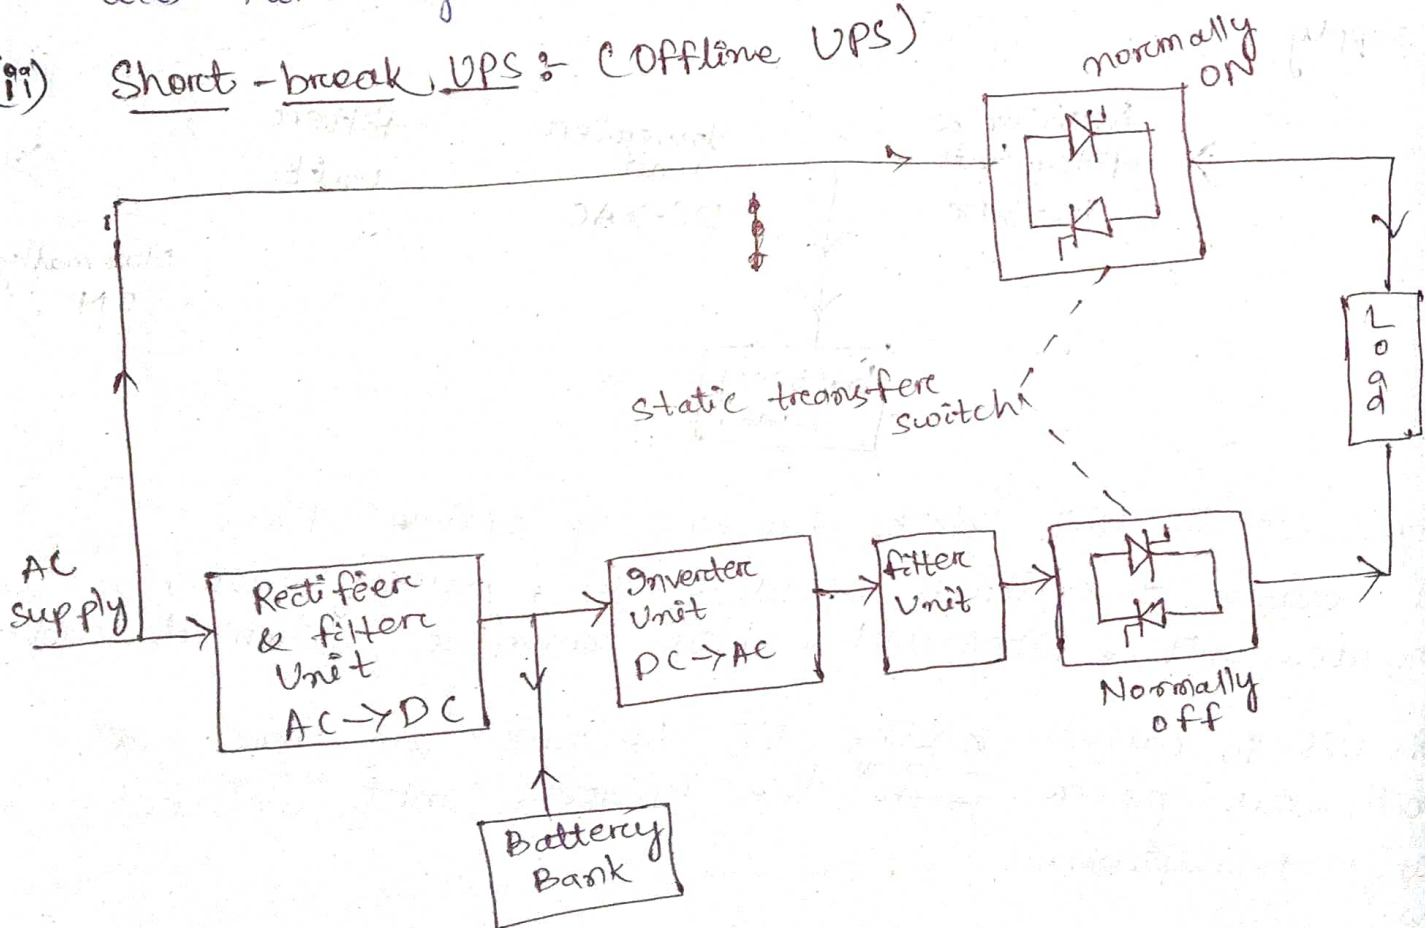 ii) Short-break UPS :- (Offline UPS)
normally
ON
Load
static transfer
switch
AC
supply
Rectifier
& filter
Unit
AC→DC
Inverter
Unit
DC→AC
filter
Unit
Normally
off
Battery
Bank